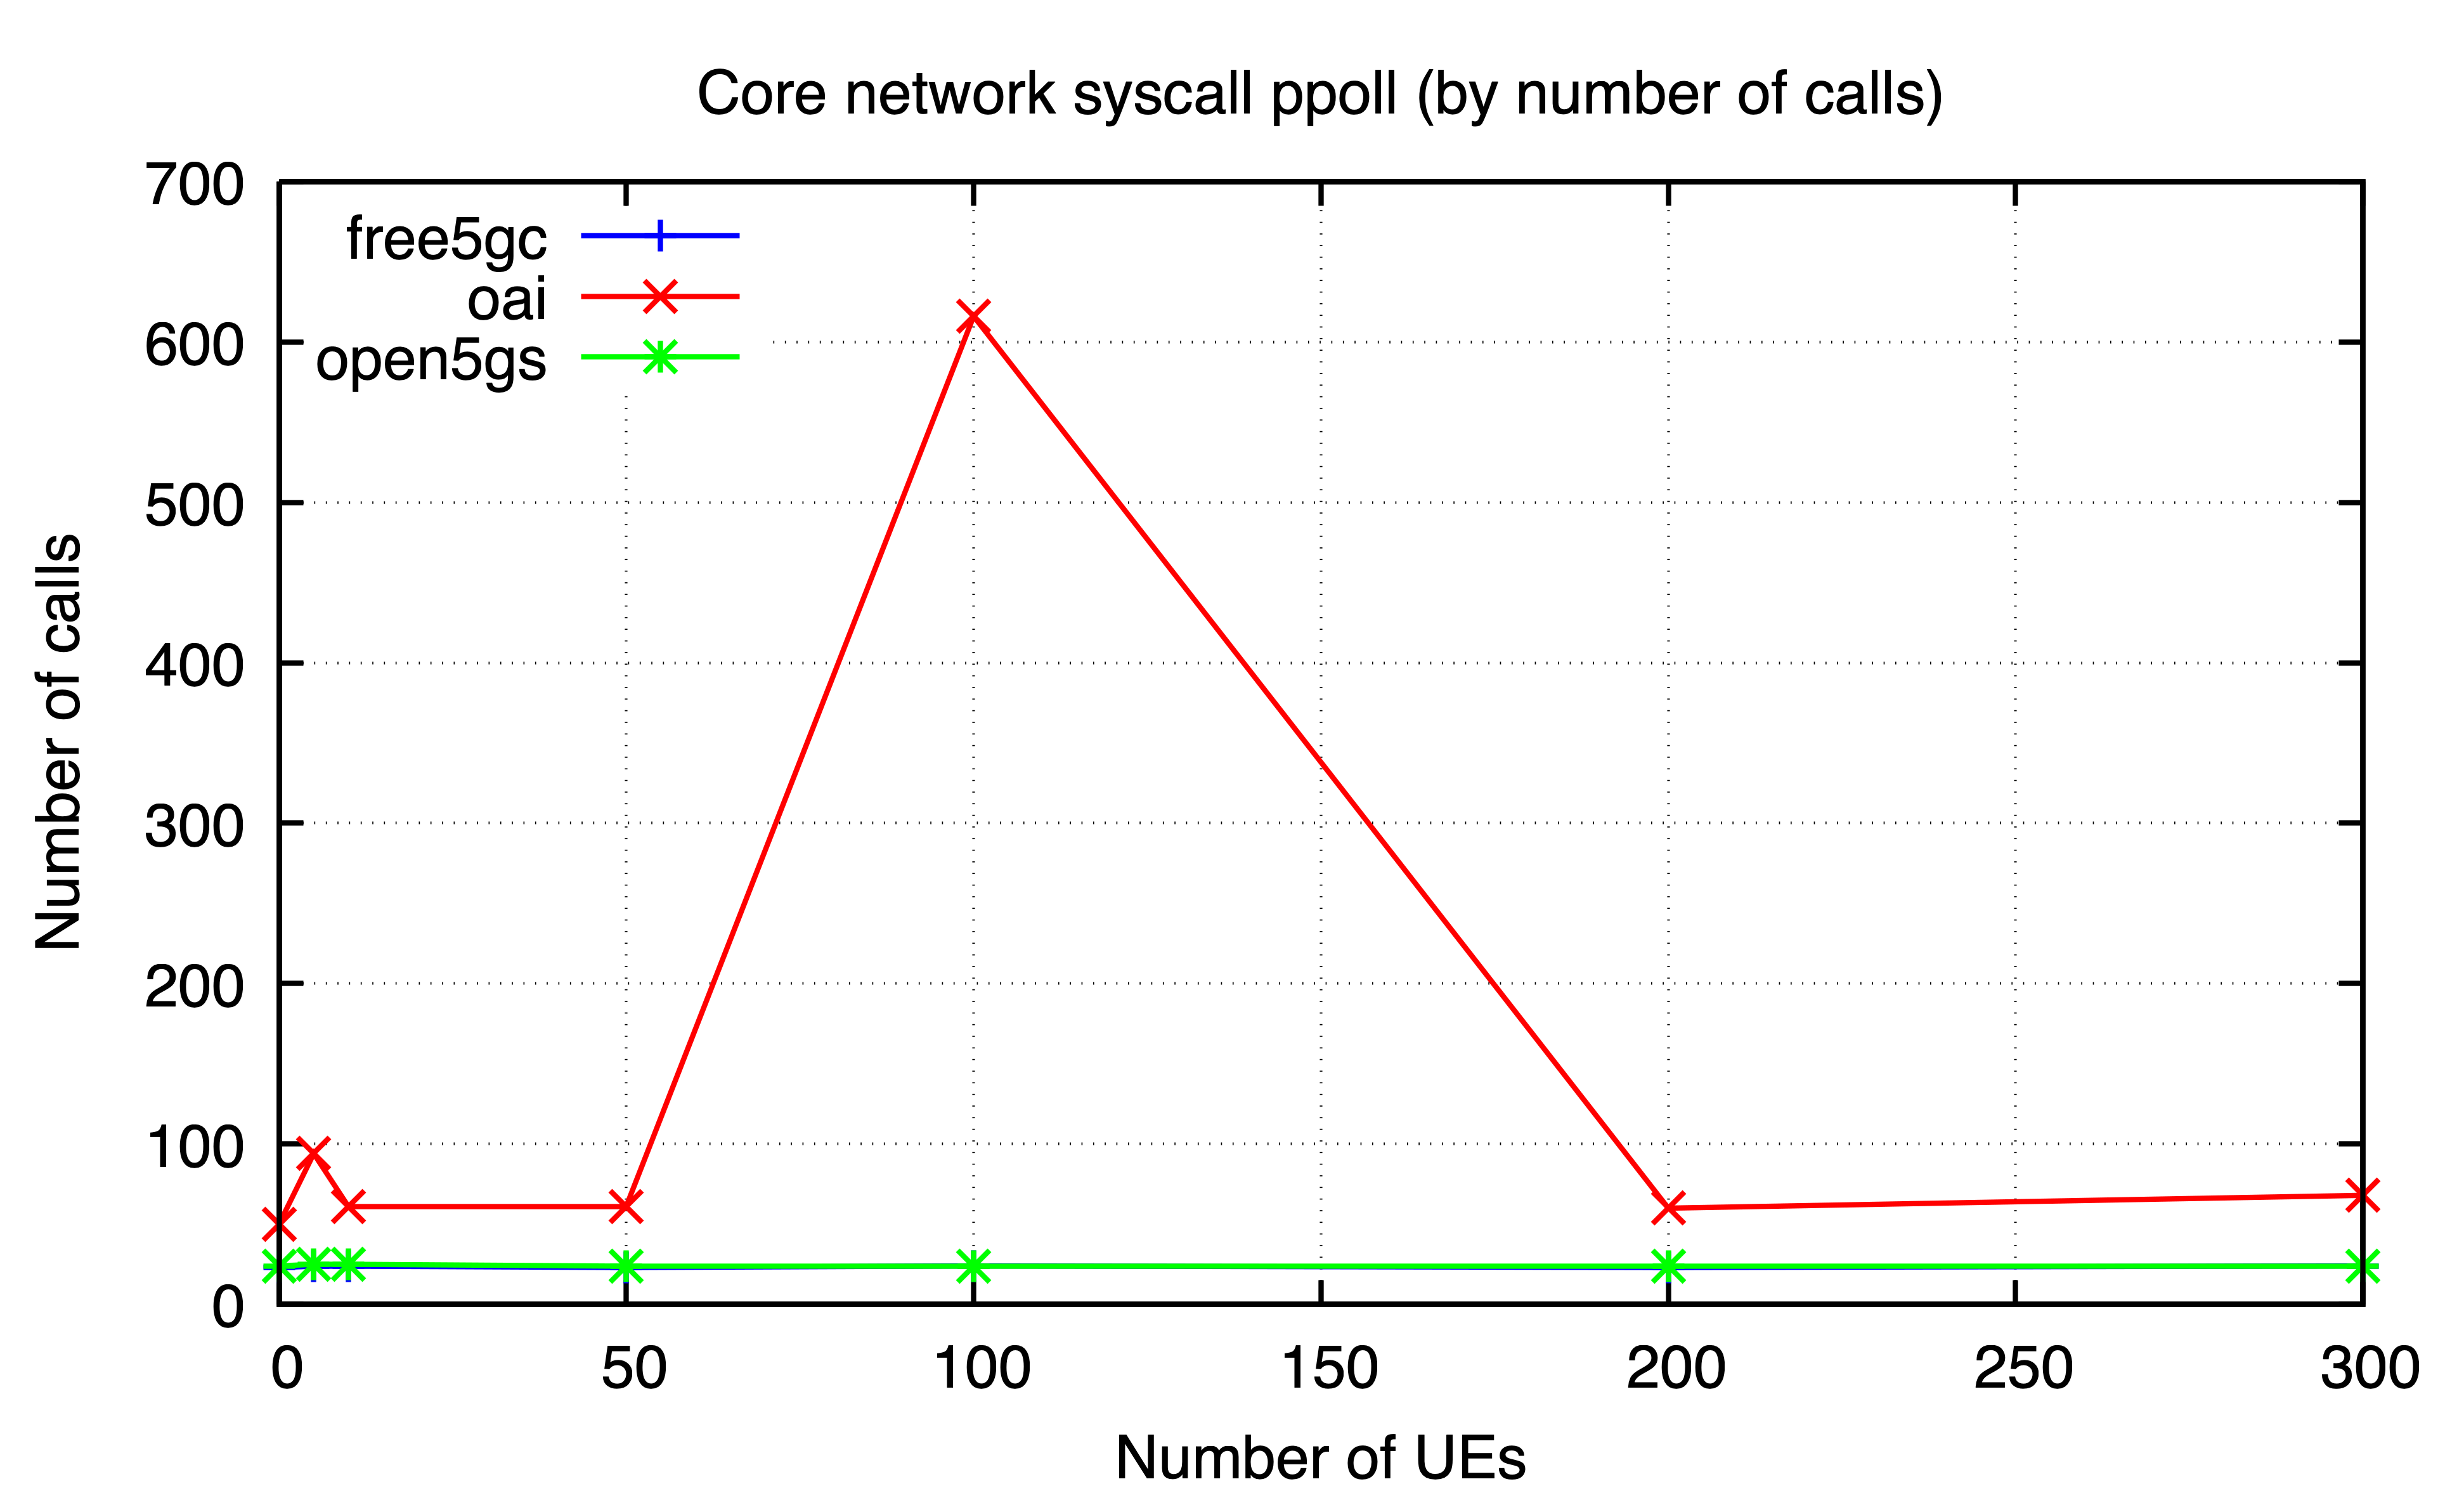 Core network syscall ppoll (by number of calls)
700
600
500
400
300
200
100
0
free5gc
oai
open5gs
Number of calls
0 50 100 150 200 250 300
Number of UEs